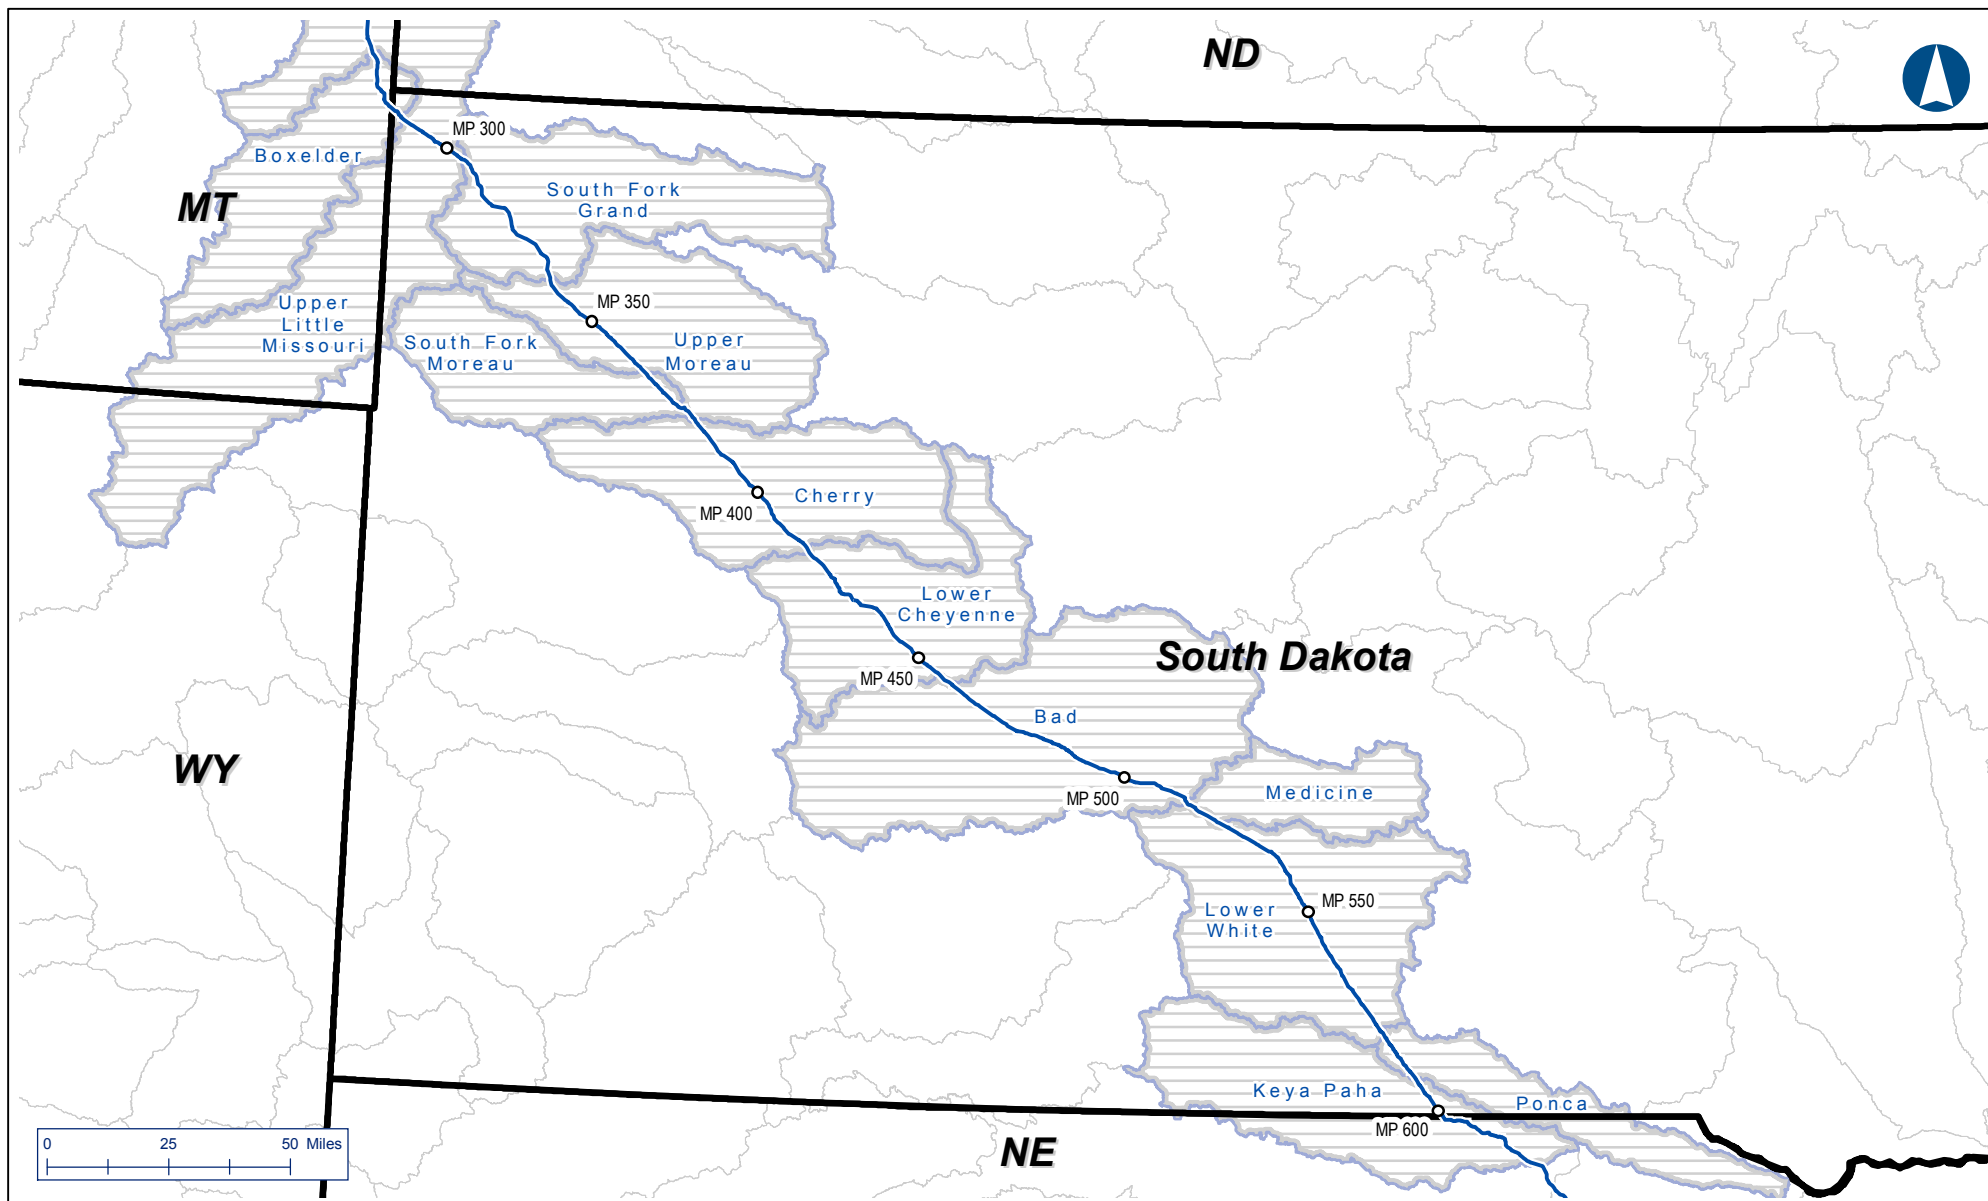 ND
MP 300
Boxelder
South Fork
Grand
MT
Upper
Little
Missouri
MP 350
South Fork
Moreau
Upper
Moreau
Cherry
MP 400
Lower
Cheyenne
South Dakota
MP 450
Bad
WY
MP 500
Medicine
MP 550
Lower
White
Keya Paha
Ponca
MP 600
NE
0 25 50 Miles